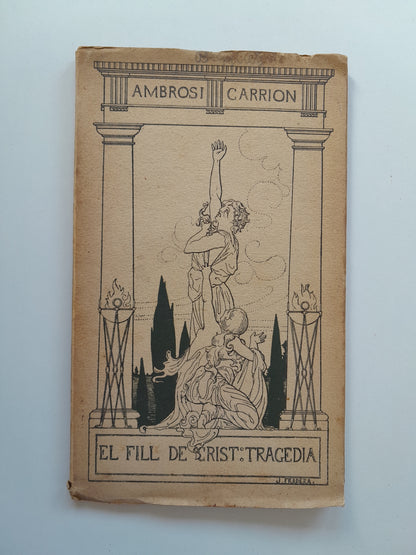 AMBROSI CARRION
EL FILL DE CRIST: TRAGEDIA